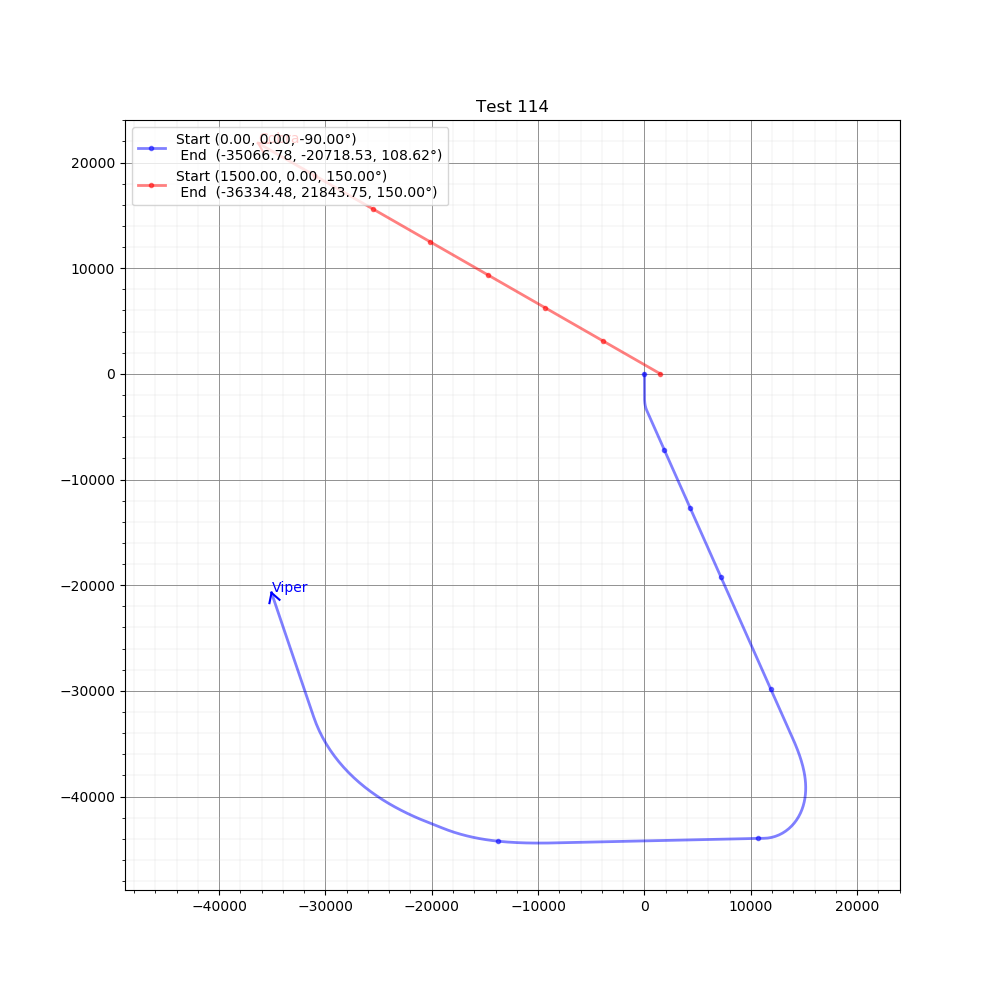 Test 114
Start (0.00, 0.00, -90.00°)
End (-35066.78, -20718.53, 108.62°)
Start (1500.00, 0.00, 150.00°)
End (-36334.48, 21843.75, 150.00°)
20000
10000
0
−10000
−20000
−30000
−40000
Viper
−40000 −30000 −20000 −10000 0 10000 20000